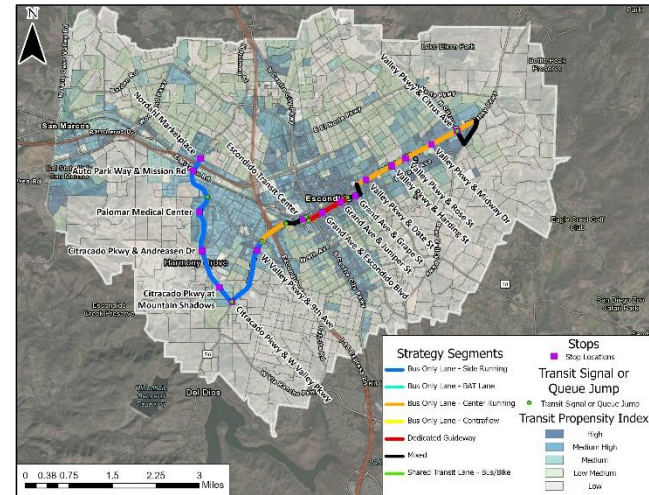 N
Lake Dixon Park
San Marcos
Nordahl Marketplace
Auto Park Way & Mission Rd
Palomar Medical Center
Citracado Pkwy & Andreasen Dr
Harmony Grove
Citracado Pkwy at
Mountain Shadows
Escondido
Creek Preserve
Del Dios
Escondido Transit Center
Escondido
Valley Pkwy & Citrus Ave
Valley Pkwy & Midway Dr
Valley Pkwy & Rose St
Valley Pkwy & Harding St
Valley Pkwy & Date St
Grand Ave & Grape St
Grand Ave & Juniper St
Grand Ave & Escondido Blvd
W Valley Pkwy & 9th Ave
Citracado Pkwy & W Valley Pkwy
Eagle Crest Golf
Club
San Diego Zoo
Safari Park
Strategy Segments
Bus Only Lane - Side Running
Bus Only Lane - BAT Lane
Bus Only Lane - Center Running
Bus Only Lane - Contraflow
Dedicated Guideway
Mixed
Shared Transit Lane - Bus/Bike
Stops
Stop Locations
Transit Signal or
Queue Jump
Transit Signal or Queue Jump
Transit Propensity Index
High
Medium High
Medium
Low Medium
Low
0 0.38 0.75 1.5 2.25 3
Miles